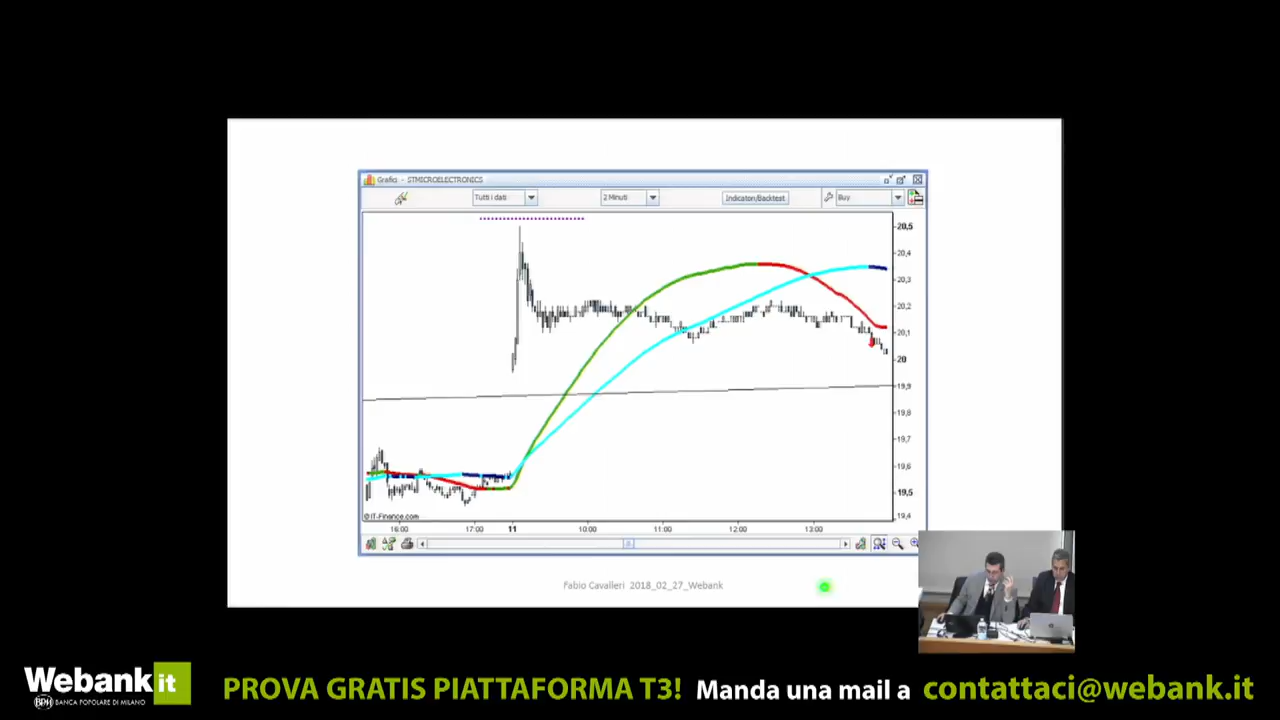 Grafici - STMICROELECTRONICS
Tutti i dati
2 Minuti
Indicatori/Backtest
Buy
20,5
20,4
20,3
20,2
20,1
20
19,9
19,8
19,7
19,6
19,5
19,4
© IT-Finance.com
16:00 17:00 11 10:00 11:00 12:00 13:00
Fabio Cavalleri 2018_02_27_Webank
Webank it
BPM BANCA POPOLARE DI MILANO
PROVA GRATIS PIATTAFORMA T3! Manda una mail a contattaci@webank.it